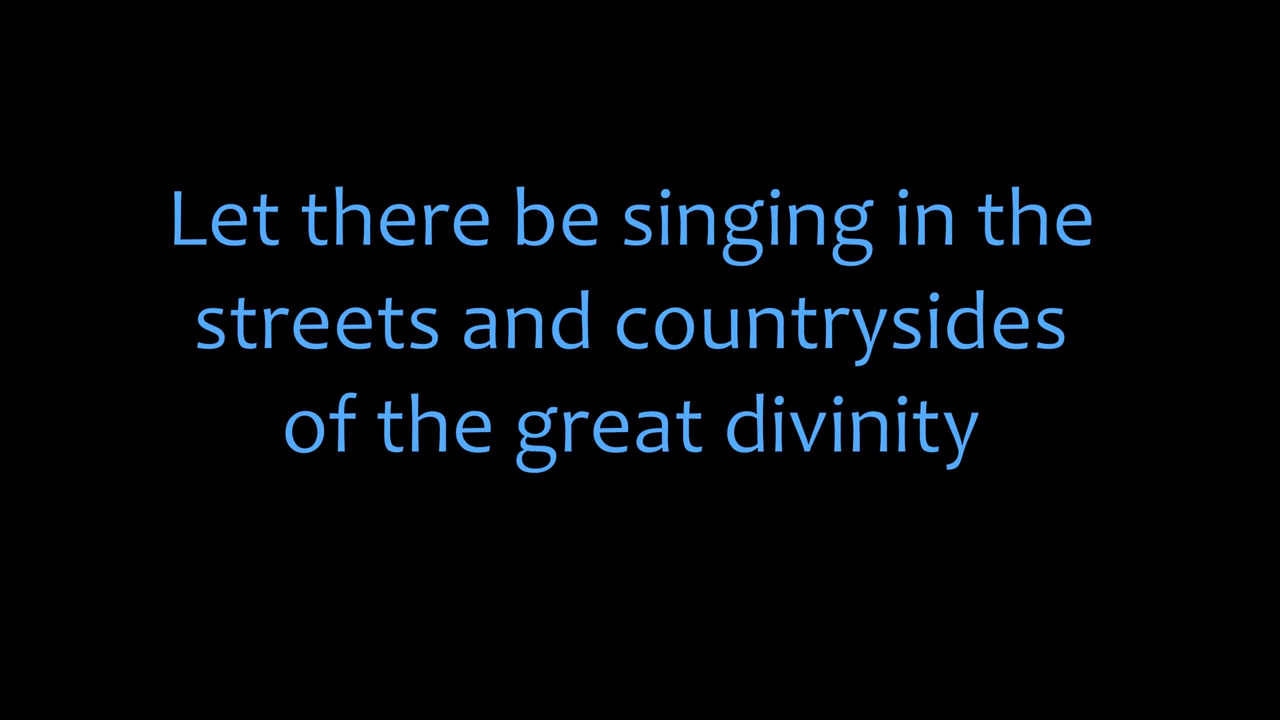 Let there be singing in the
streets and countrysides
of the great divinity